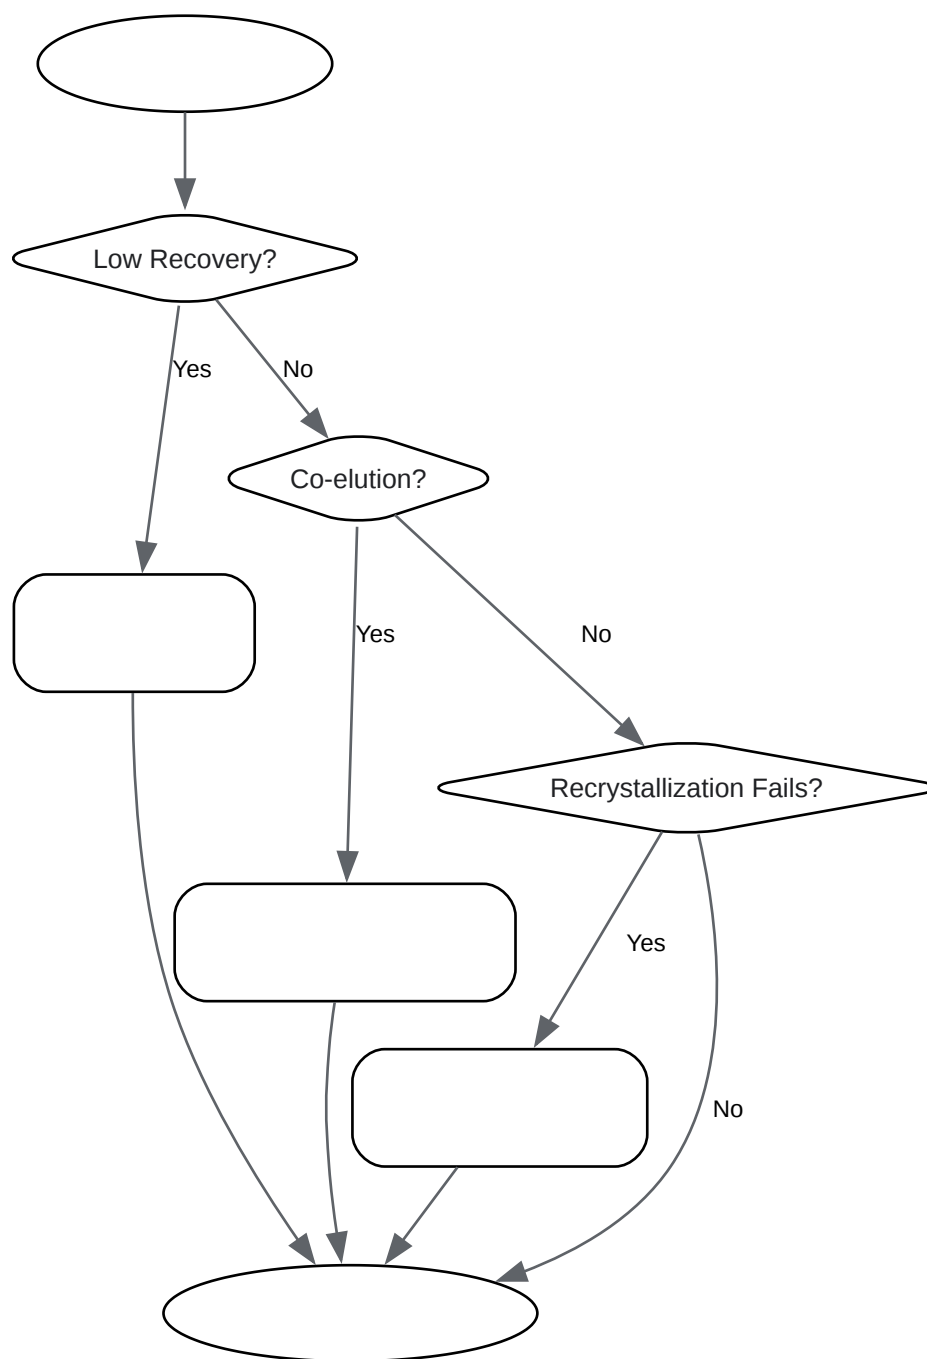 Low Recovery?
Yes
No
Co-elution?
Yes
No
Recrystallization Fails?
Yes
No